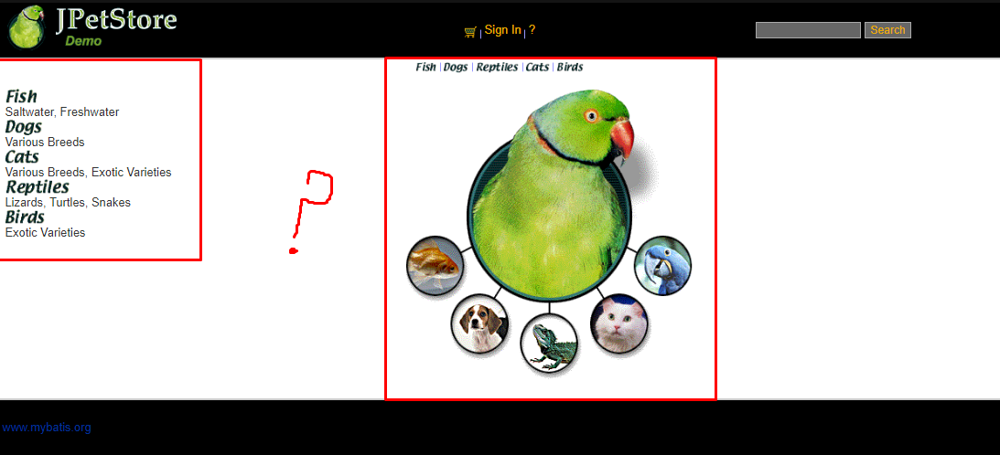 JPetStore
Demo
Sign In | ?
Search
Fish
Saltwater, Freshwater
Dogs
Various Breeds
Cats
Various Breeds, Exotic Varieties
Reptiles
Lizards, Turtles, Snakes
Birds
Exotic Varieties
?
Fish | Dogs | Reptiles | Cats | Birds
www.mybatis.org